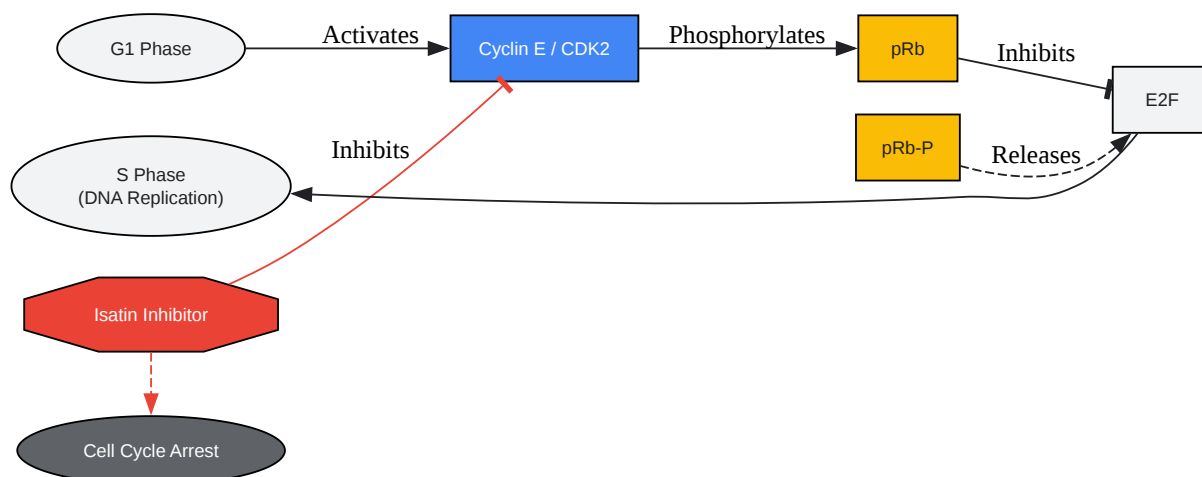 G1 Phase
Activates
Cyclin E / CDK2
Phosphorylates
pRb
Inhibits
E2F
pRb-P
Releases
Inhibits
S Phase
(DNA Replication)
Isatin Inhibitor
Cell Cycle Arrest